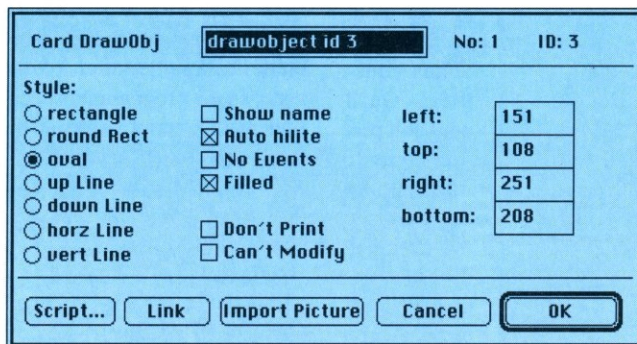 Card DrawObj drawobject id 3 No: 1 ID: 3
Style:
rectangle
round Rect
oval
up Line
down Line
horz Line
vert Line
Show name
Auto hilite
No Events
Filled
Don't Print
Can't Modify
left: 151
top: 108
right: 251
bottom: 208
Script... Link Import Picture Cancel OK